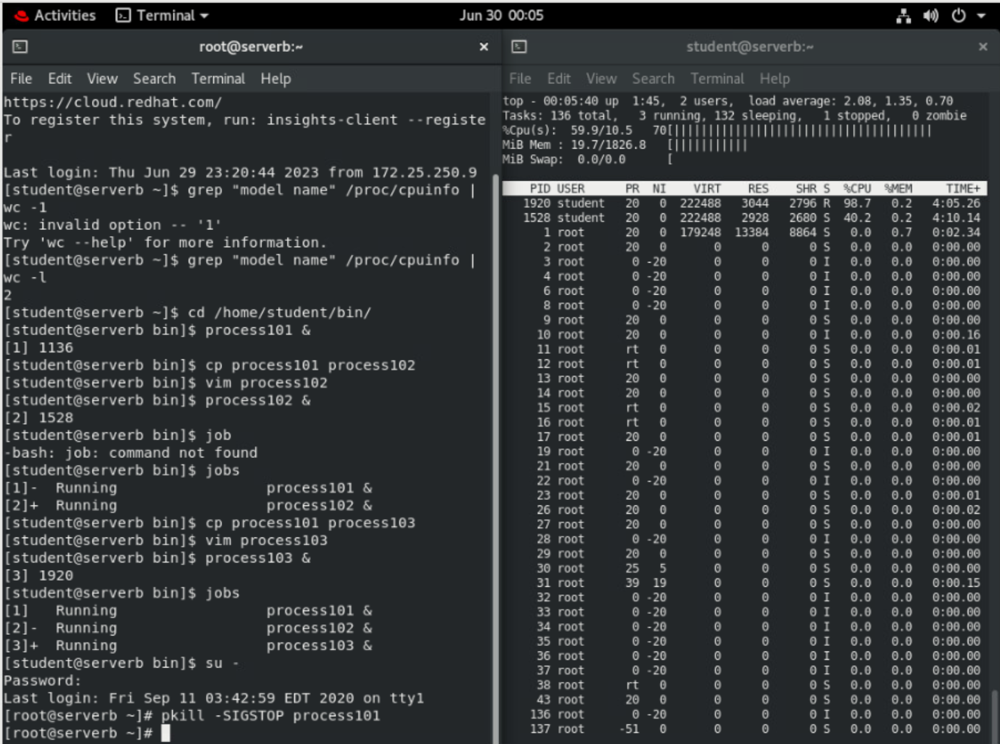 Activities Terminal Jun 30 00:05
root@serverb:~ ×
File Edit View Search Terminal Help
https://cloud.redhat.com/
To register this system, run: insights-client --registe
r
Last login: Thu Jun 29 23:20:44 2023 from 172.25.250.9
[student@serverb ~]$ grep "model name" /proc/cpuinfo |
wc -1
wc: invalid option -- '1'
Try 'wc --help' for more information.
[student@serverb ~]$ grep "model name" /proc/cpuinfo |
wc -l
2
[student@serverb ~]$ cd /home/student/bin/
[student@serverb bin]$ process101 &
[1] 1136
[student@serverb bin]$ cp process101 process102
[student@serverb bin]$ vim process102
[student@serverb bin]$ process102 &
[2] 1528
[student@serverb bin]$ job
-bash: job: command not found
[student@serverb bin]$ jobs
[1]- Running process101 &
[2]+ Running process102 &
[student@serverb bin]$ cp process101 process103
[student@serverb bin]$ vim process103
[student@serverb bin]$ process103 &
[3] 1920
[student@serverb bin]$ jobs
[1] Running process101 &
[2]- Running process102 &
[3]+ Running process103 &
[student@serverb bin]$ su -
Password:
Last login: Fri Sep 11 03:42:59 EDT 2020 on tty1
[root@serverb ~]# pkill -SIGSTOP process101
[root@serverb ~]#
student@serverb:~ ×
File Edit View Search Terminal Help
top - 00:05:40 up 1:45, 2 users, load average: 2.08, 1.35, 0.70
Tasks: 136 total, 3 running, 132 sleeping, 1 stopped, 0 zombie
%Cpu(s): 59.9/10.5 70[||||||||||||||||||||||||||||||||||||||
MiB Mem : 19.7/1826.8 [|||||||||||
MiB Swap: 0.0/0.0 [
PID USER PR NI VIRT RES SHR S %CPU %MEM TIME+
1920 student 20 0 222488 3044 2796 R 98.7 0.2 4:05.26
1528 student 20 0 222488 2928 2680 S 40.2 0.2 4:10.14
1 root 20 0 179248 13384 8864 S 0.0 0.7 0:02.34
2 root 20 0 0 0 0 S 0.0 0.0 0:00.00
3 root 0 -20 0 0 0 I 0.0 0.0 0:00.00
4 root 0 -20 0 0 0 I 0.0 0.0 0:00.00
6 root 0 -20 0 0 0 I 0.0 0.0 0:00.00
8 root 0 -20 0 0 0 I 0.0 0.0 0:00.00
9 root 20 0 0 0 0 S 0.0 0.0 0:00.00
10 root 20 0 0 0 0 I 0.0 0.0 0:00.16
11 root rt 0 0 0 0 S 0.0 0.0 0:00.01
12 root rt 0 0 0 0 S 0.0 0.0 0:00.01
13 root 20 0 0 0 0 S 0.0 0.0 0:00.00
14 root 20 0 0 0 0 S 0.0 0.0 0:00.00
15 root rt 0 0 0 0 S 0.0 0.0 0:00.02
16 root rt 0 0 0 0 S 0.0 0.0 0:00.01
17 root 20 0 0 0 0 S 0.0 0.0 0:00.01
19 root 0 -20 0 0 0 I 0.0 0.0 0:00.00
21 root 20 0 0 0 0 S 0.0 0.0 0:00.00
22 root 0 -20 0 0 0 I 0.0 0.0 0:00.00
23 root 20 0 0 0 0 S 0.0 0.0 0:00.01
26 root 20 0 0 0 0 S 0.0 0.0 0:00.02
27 root 20 0 0 0 0 S 0.0 0.0 0:00.00
28 root 0 -20 0 0 0 I 0.0 0.0 0:00.00
29 root 20 0 0 0 0 S 0.0 0.0 0:00.00
30 root 25 5 0 0 0 S 0.0 0.0 0:00.00
31 root 39 19 0 0 0 S 0.0 0.0 0:00.15
32 root 0 -20 0 0 0 I 0.0 0.0 0:00.00
33 root 0 -20 0 0 0 I 0.0 0.0 0:00.00
34 root 0 -20 0 0 0 I 0.0 0.0 0:00.00
35 root 0 -20 0 0 0 I 0.0 0.0 0:00.00
36 root 0 -20 0 0 0 I 0.0 0.0 0:00.00
37 root 0 -20 0 0 0 I 0.0 0.0 0:00.00
38 root rt 0 0 0 0 S 0.0 0.0 0:00.00
43 root 20 0 0 0 0 S 0.0 0.0 0:00.00
136 root 0 -20 0 0 0 I 0.0 0.0 0:00.00
137 root -51 0 0 0 0 S 0.0 0.0 0:00.00